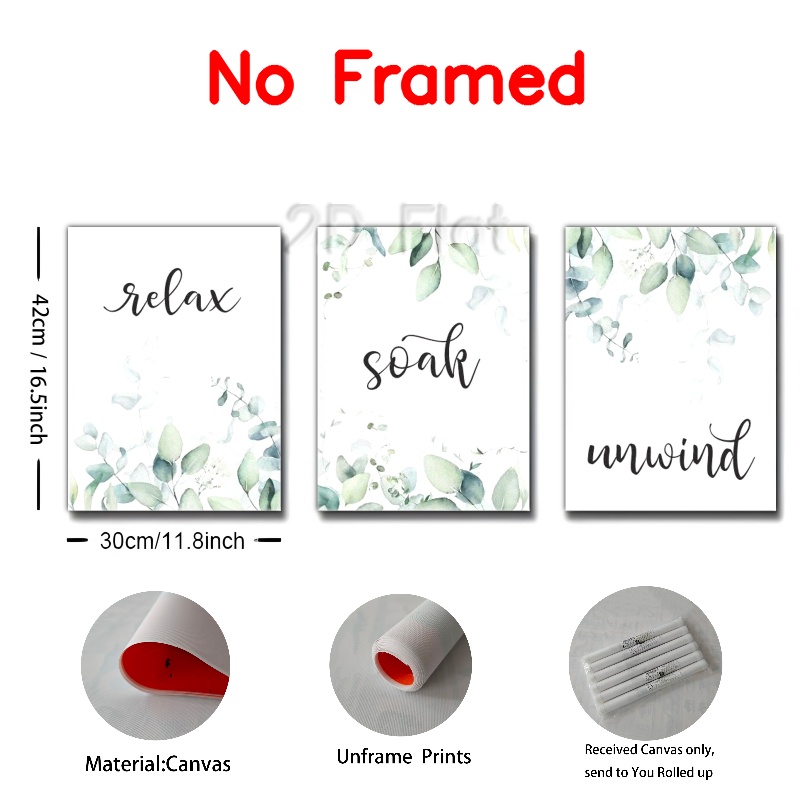 No Framed
2D Flat
relax
soak
unwind
42cm / 16.5inch
30cm/11.8inch
Material:Canvas
Unframe Prints
Received Canvas only,
send to You Rolled up